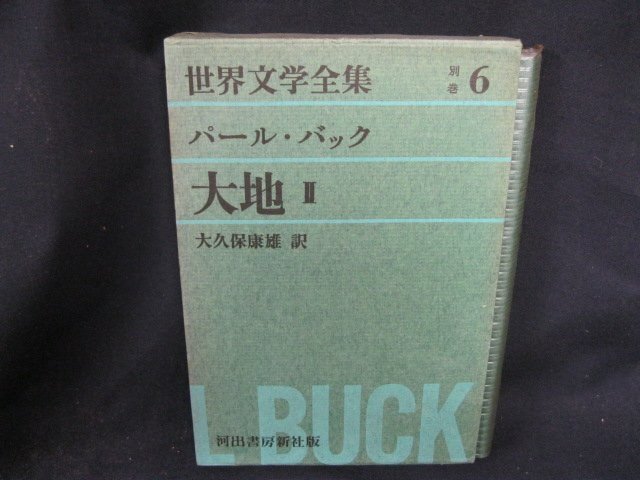 世界文学全集 別巻 6
パール・バック
大地 II
大久保康雄 訳
L BUCK
河出書房新社版